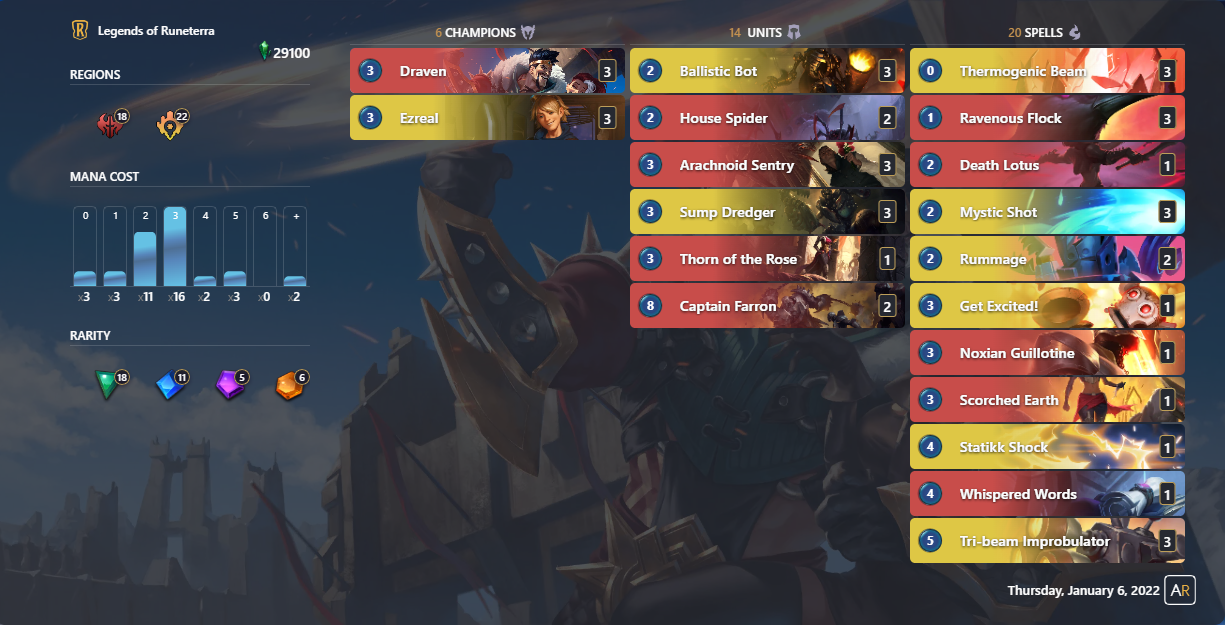 Legends of Runeterra
29100
REGIONS
18 22
MANA COST
0 1 2 3 4 5 6 +
x3 x3 x11 x16 x2 x3 x0 x2
RARITY
18 11 5 6
6 CHAMPIONS
3 Draven 3
3 Ezreal 3
14 UNITS
2 Ballistic Bot 3
2 House Spider 2
3 Arachnoid Sentry 3
3 Sump Dredger 3
3 Thorn of the Rose 1
8 Captain Farron 2
20 SPELLS
0 Thermogenic Beam 3
1 Ravenous Flock 3
2 Death Lotus 1
2 Mystic Shot 3
2 Rummage 2
3 Get Excited! 1
3 Noxian Guillotine 1
3 Scorched Earth 1
4 Statikk Shock 1
4 Whispered Words 1
5 Tri-beam Improbulator 3
Thursday, January 6, 2022 AR